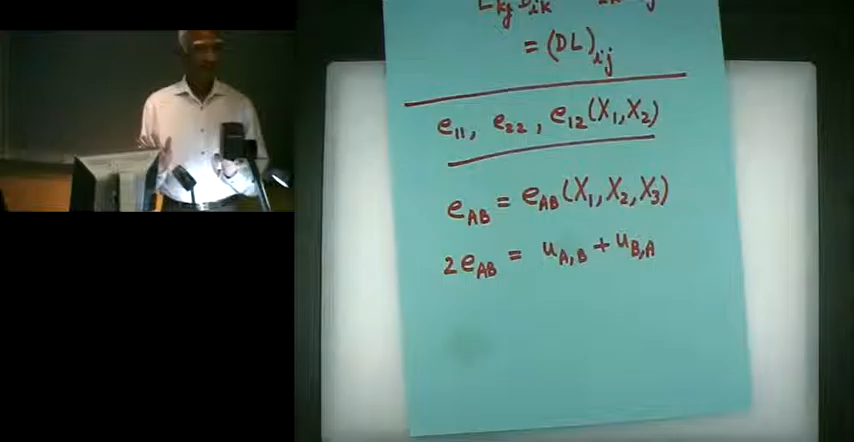 = (DL)ij
e11, e22, e12(X1,X2)
eAB = eAB(X1,X2,X3)
2eAB = uA,B + uB,A